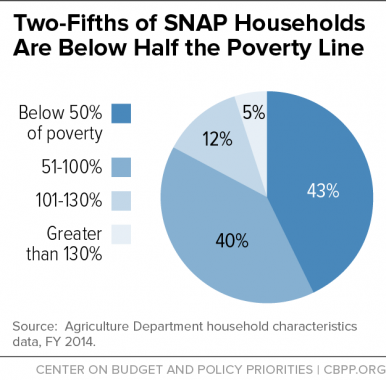 Two-Fifths of SNAP Households
Are Below Half the Poverty Line
Below 50%
of poverty
51-100%
101-130%
Greater
than 130%
5%
12%
43%
40%
Source:  Agriculture Department household characteristics
data, FY 2014.
CENTER ON BUDGET AND POLICY PRIORITIES | CBPP.ORG